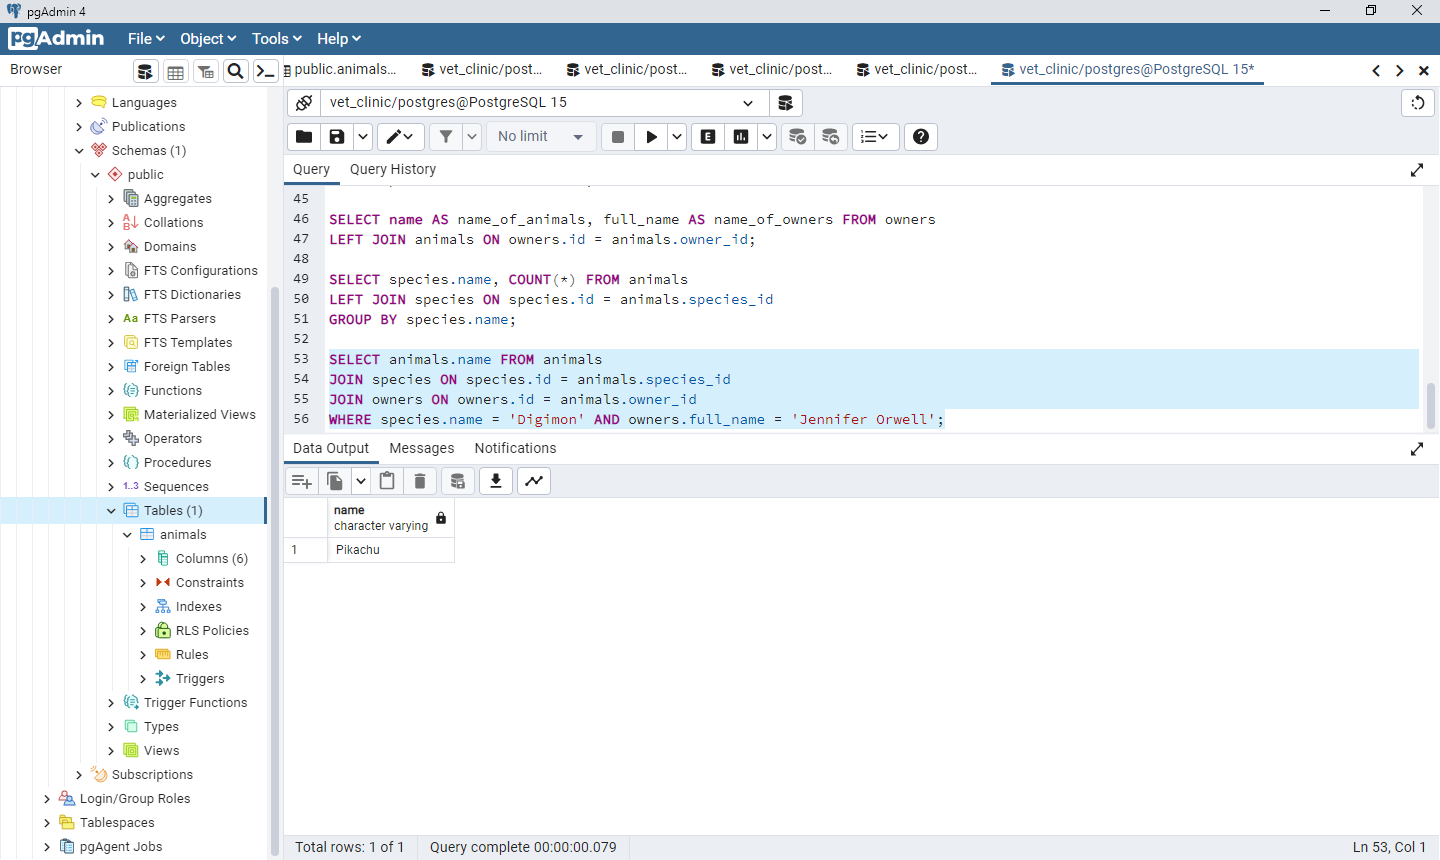 pgAdmin 4
pgAdmin File Object Tools Help
Browser
public.animals... vet_clinic/post... vet_clinic/post... vet_clinic/post... vet_clinic/post... vet_clinic/postgres@PostgreSQL 15*
vet_clinic/postgres@PostgreSQL 15
No limit
E
Query Query History
Languages
Publications
Schemas (1)
public
Aggregates
Collations
Domains
FTS Configurations
FTS Dictionaries
Aa FTS Parsers
FTS Templates
Foreign Tables
Functions
Materialized Views
Operators
Procedures
1..3 Sequences
Tables (1)
animals
Columns (6)
Constraints
Indexes
RLS Policies
Rules
Triggers
Trigger Functions
Types
Views
Subscriptions
Login/Group Roles
Tablespaces
pgAgent Jobs
45
46 SELECT name AS name_of_animals, full_name AS name_of_owners FROM owners
47 LEFT JOIN animals ON owners.id = animals.owner_id;
48
49 SELECT species.name, COUNT(*) FROM animals
50 LEFT JOIN species ON species.id = animals.species_id
51 GROUP BY species.name;
52
53 SELECT animals.name FROM animals
54 JOIN species ON species.id = animals.species_id
55 JOIN owners ON owners.id = animals.owner_id
56 WHERE species.name = 'Digimon' AND owners.full_name = 'Jennifer Orwell';
Data Output Messages Notifications
name
character varying
1 Pikachu
Total rows: 1 of 1 Query complete 00:00:00.079 Ln 53, Col 1